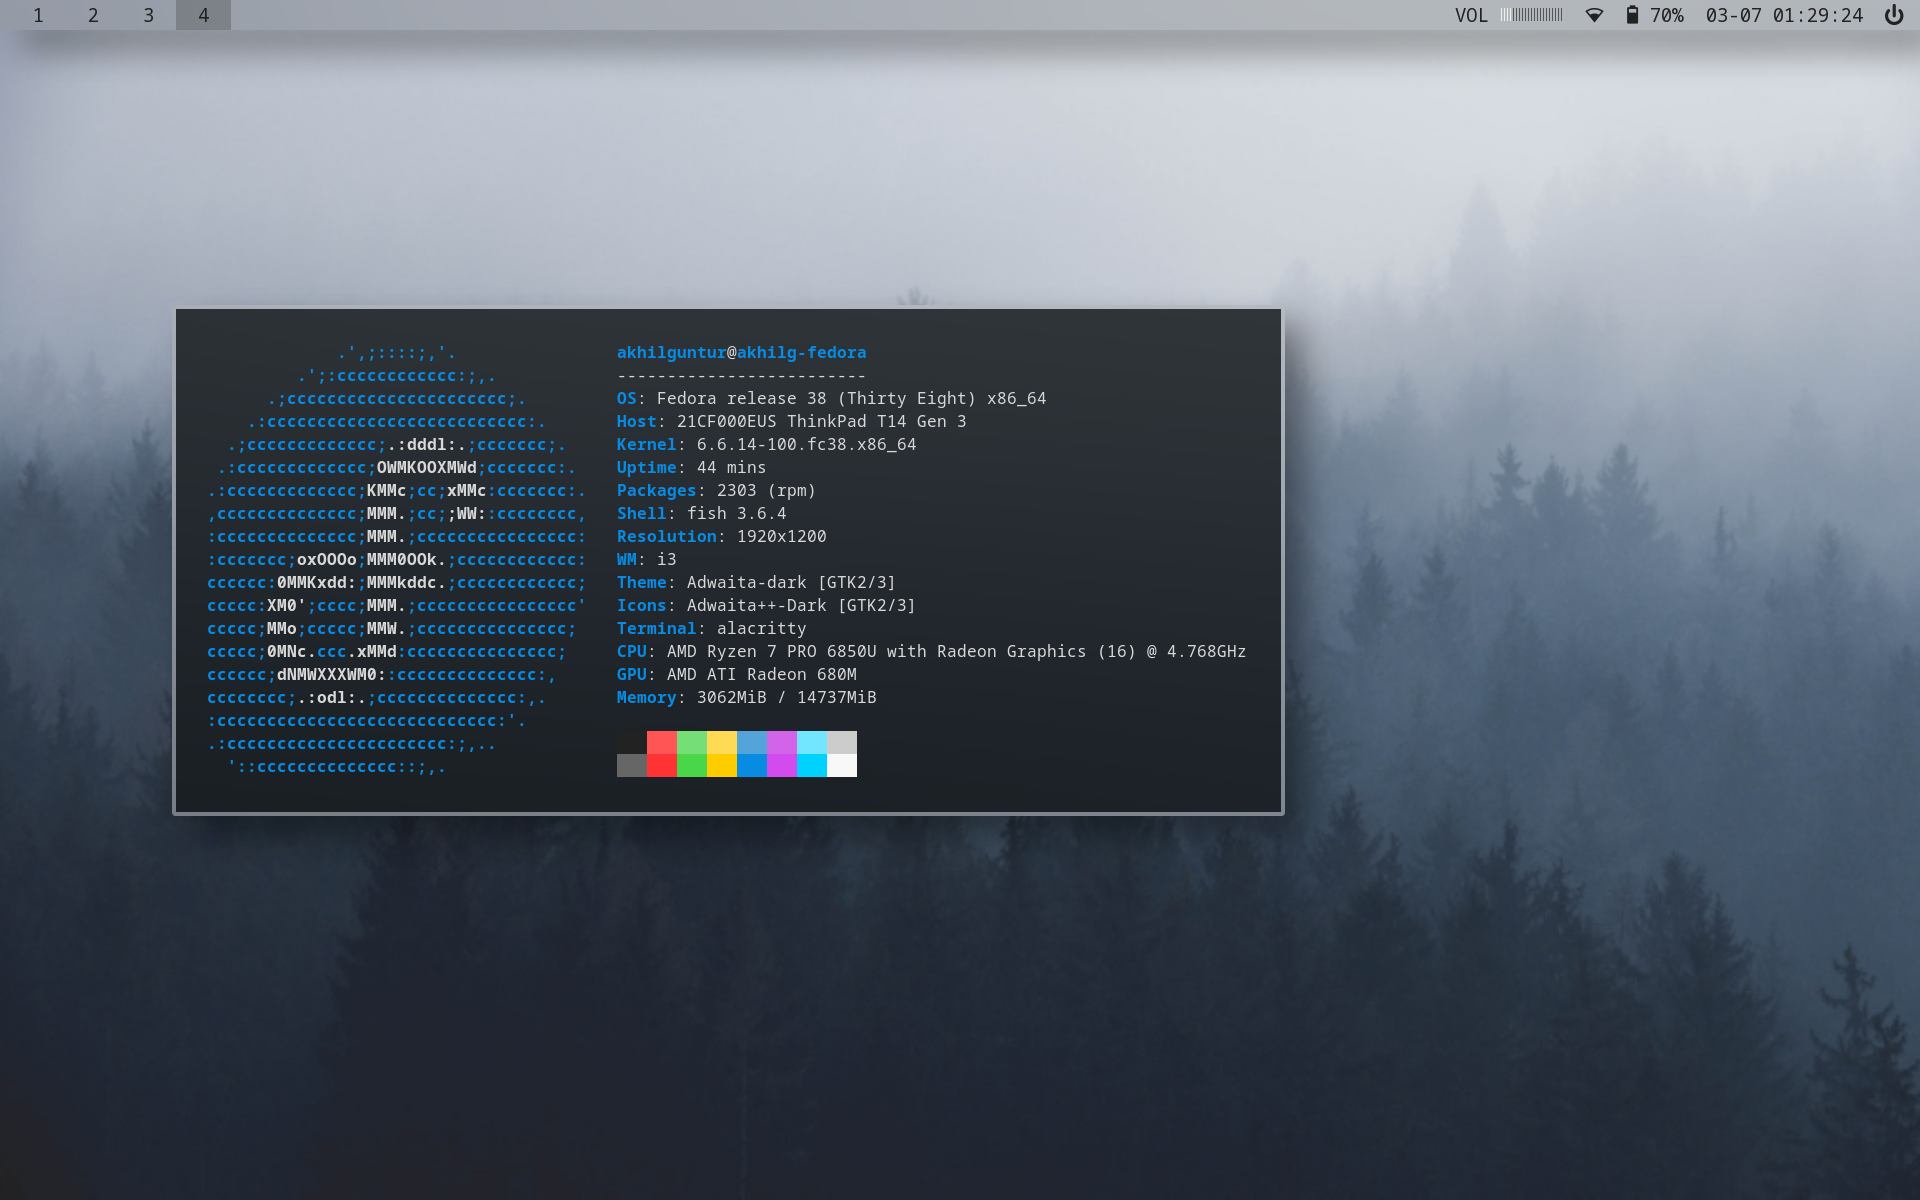 1 2 3 4 VOL 70% 03-07 01:29:24
.',;::::;,'.
.';:cccccccccccc:;,.
.;cccccccccccccccccccccc;.
.:cccccccccccccccccccccccccc:.
.;ccccccccccccc;.:dddl:.;ccccccc;.
.:ccccccccccccc;OWMKOOXMWd;ccccccc:.
.:ccccccccccccc;KMMc;cc;xMMc:ccccccc:.
,cccccccccccccc;MMM.;cc;;WW::cccccccc,
:cccccccccccccc;MMM.;cccccccccccccccc:
:ccccccc;oxOOOo;MMM0OOk.;cccccccccccc:
cccccc:0MMKxdd:;MMMkddc.;cccccccccccc;
ccccc:XM0';cccc;MMM.;cccccccccccccccc'
ccccc;MMo;ccccc;MMW.;ccccccccccccccc;
ccccc;0MNc.ccc.xMMd:ccccccccccccccc;
cccccc;dNMWXXXWM0::cccccccccccccc:,
cccccccc;.:odl:.;cccccccccccccc:,.
:cccccccccccccccccccccccccccc:'.
.:cccccccccccccccccccccc:;,..
'::cccccccccccccc::;,.
akhilguntur@akhilg-fedora
-------------------------
OS: Fedora release 38 (Thirty Eight) x86_64
Host: 21CF000EUS ThinkPad T14 Gen 3
Kernel: 6.6.14-100.fc38.x86_64
Uptime: 44 mins
Packages: 2303 (rpm)
Shell: fish 3.6.4
Resolution: 1920x1200
WM: i3
Theme: Adwaita-dark [GTK2/3]
Icons: Adwaita++-Dark [GTK2/3]
Terminal: alacritty
CPU: AMD Ryzen 7 PRO 6850U with Radeon Graphics (16) @ 4.768GHz
GPU: AMD ATI Radeon 680M
Memory: 3062MiB / 14737MiB